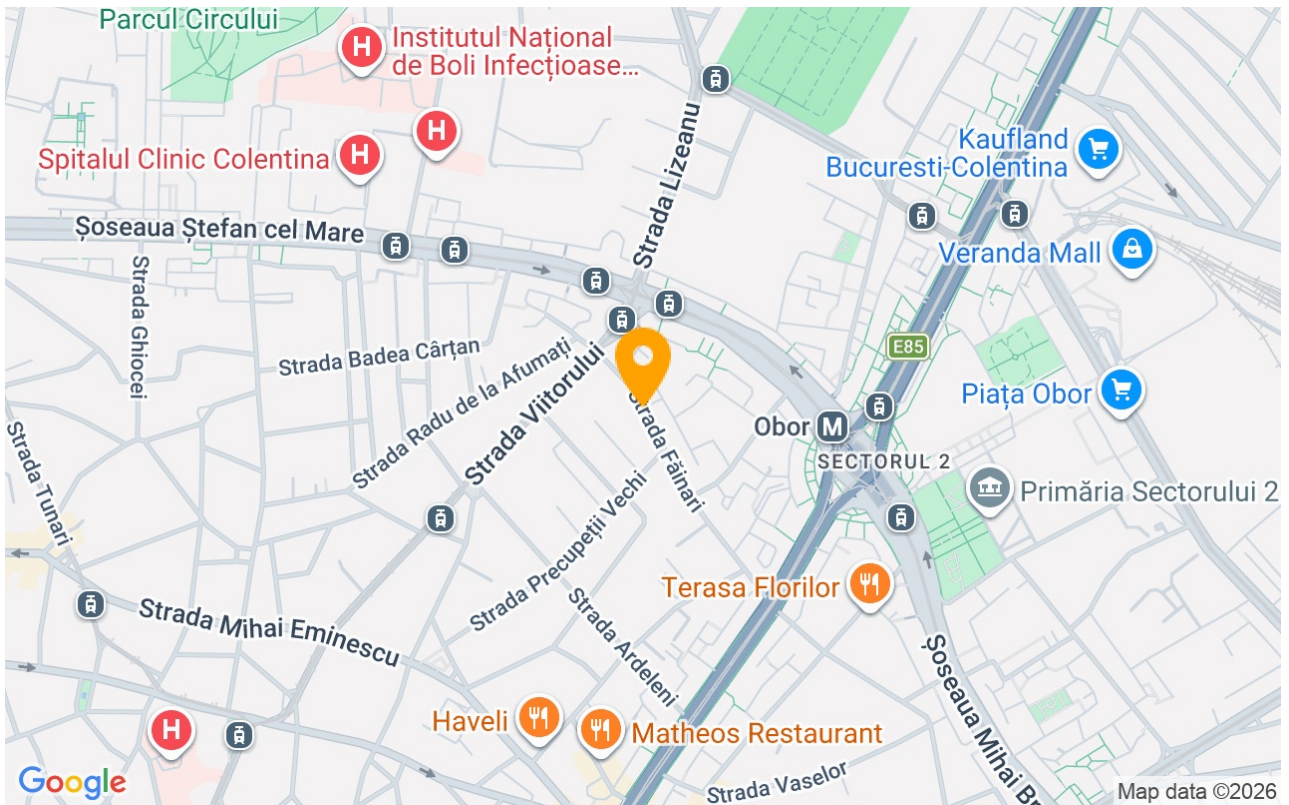 Parcul Circului
Institutul Național
de Boli Infecțioase...
Spitalul Clinic Colentina
Kaufland
Bucuresti-Colentina
Strada Lizeanu
Șoseaua Ștefan cel Mare
Veranda Mall
Strada Ghiocei
Strada Badea Cârțan
Strada Radu de la Afumați
Strada Viitorului
E85
Piața Obor
Strada Făinari
Obor
M
SECTORUL 2
Strada Tunari
Primăria Sectorului 2
Strada Precupeții Vechi
Terasa Florilor
Strada Mihai Eminescu
Strada Ardeleni
Șoseaua Mihai Br
Haveli
Matheos Restaurant
Strada Vaselor
H
H
H
H
Google
Map data ©2026